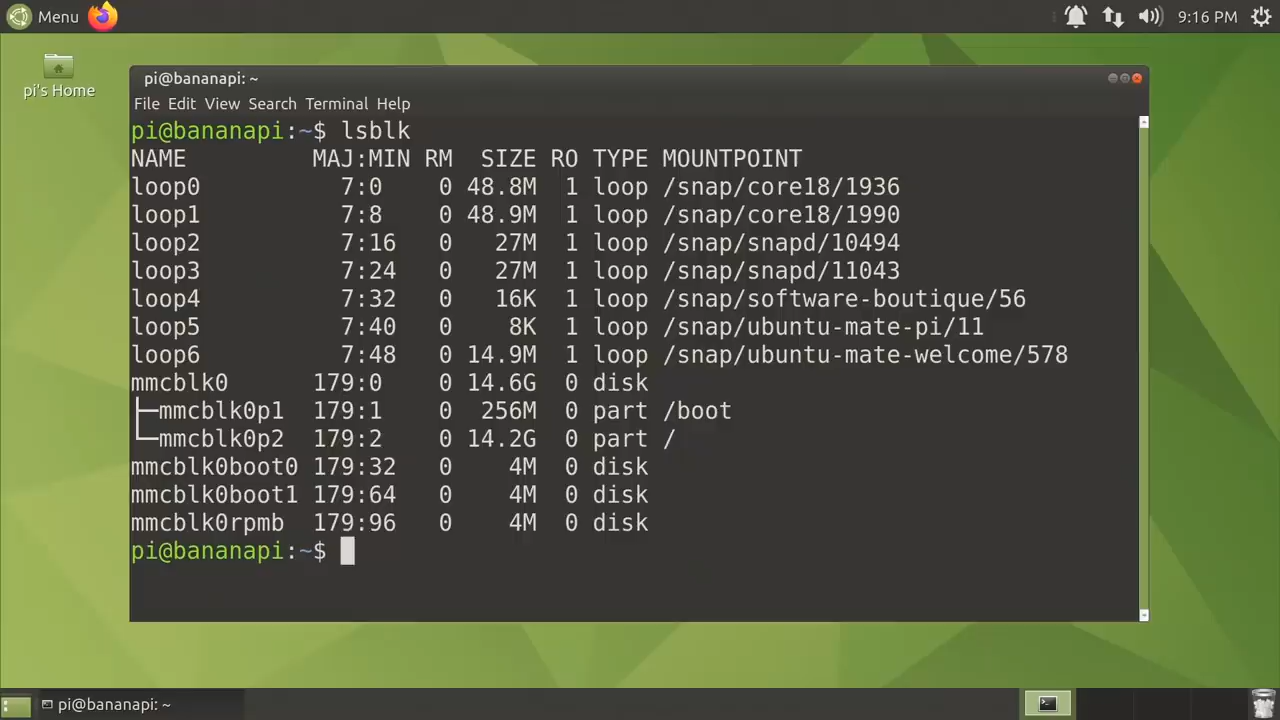 Menu
9:16 PM
pi's Home
pi@bananapi: ~
File Edit View Search Terminal Help
pi@bananapi:~$ lsblk
NAME MAJ:MIN RM SIZE RO TYPE MOUNTPOINT
loop0 7:0 0 48.8M 1 loop /snap/core18/1936
loop1 7:8 0 48.9M 1 loop /snap/core18/1990
loop2 7:16 0 27M 1 loop /snap/snapd/10494
loop3 7:24 0 27M 1 loop /snap/snapd/11043
loop4 7:32 0 16K 1 loop /snap/software-boutique/56
loop5 7:40 0 8K 1 loop /snap/ubuntu-mate-pi/11
loop6 7:48 0 14.9M 1 loop /snap/ubuntu-mate-welcome/578
mmcblk0 179:0 0 14.6G 0 disk
├─mmcblk0p1 179:1 0 256M 0 part /boot
└─mmcblk0p2 179:2 0 14.2G 0 part /
mmcblk0boot0 179:32 0 4M 0 disk
mmcblk0boot1 179:64 0 4M 0 disk
mmcblk0rpmb 179:96 0 4M 0 disk
pi@bananapi:~$
pi@bananapi: ~